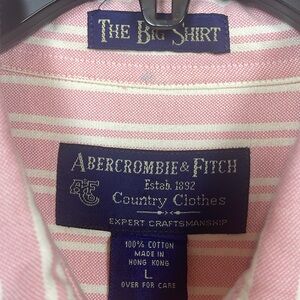 THE BIG SHIRT
ABERCROMBIE & FITCH
Estab. 1892
Country Clothes
EXPERT CRAFTSMANSHIP
100% COTTON
MADE IN
HONG KONG
L
OVER FOR CARE